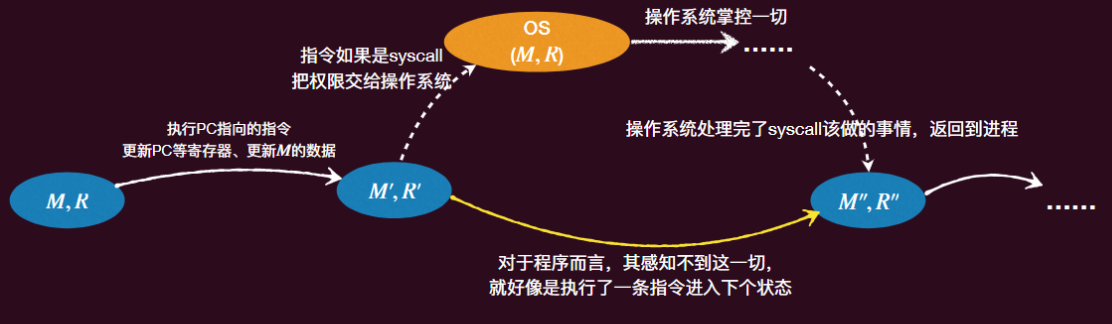 操作系统掌控一切
OS
(M, R)
......
指令如果是syscall
把权限交给操作系统
执行PC指向的指令
更新PC等寄存器、更新M的数据
操作系统处理完了syscall该做的事情，返回到进程
M, R
M′, R′
M″, R″
......
对于程序而言，其感知不到这一切，
就好像是执行了一条指令进入下个状态